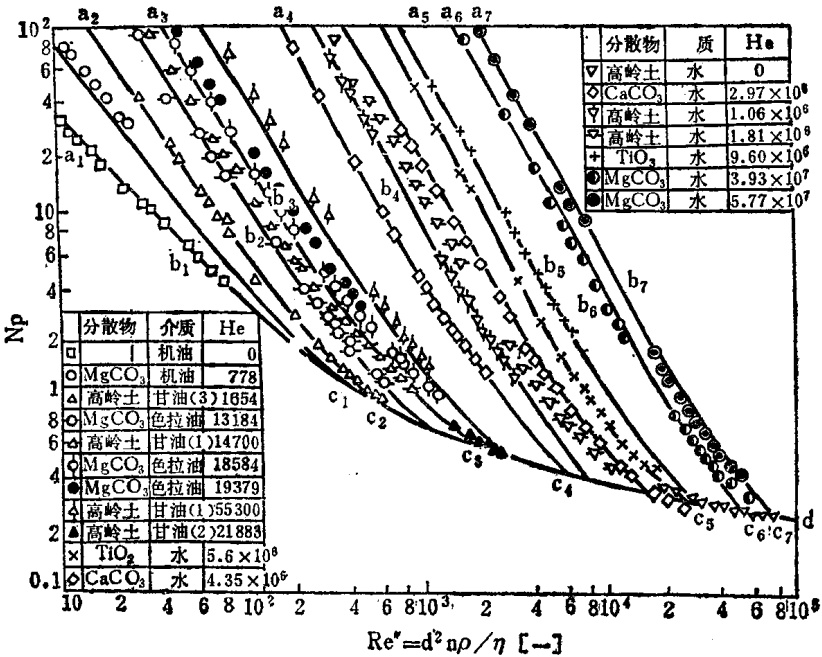 a₂ a₃ a₄ a₅ a₆ a₇
10²
8
6
4
2
10
8
6
4
2
1
8
6
4
2
0.1
Np
a₁
b₁
b₂
b₃
b₄
b₅
b₆
b₇
c₁
c₂
c₃
c₄
c₅
c₆
c₇
d
分散物 质 He
高岭土 水 0
CaCO₃ 水 2.97×10⁶
高岭土 水 1.06×10⁶
高岭土 水 1.81×10⁶
TiO₃ 水 9.60×10⁶
MgCO₃ 水 3.93×10⁷
MgCO₃ 水 5.77×10⁷
分散物 介质 He
机油 0
MgCO₃ 机油 778
高岭土 甘油(3) 1654
MgCO₃ 色拉油 13184
高岭土 甘油(1) 14700
MgCO₃ 色拉油 18584
MgCO₃ 色拉油 19379
高岭土 甘油(1) 55300
高岭土 甘油(2) 21883
TiO₂ 水
CaCO₃ 水
10 2 4 6 8 10² 2 4 6 8 10³ 2 4 6 8 10⁴ 2 4 6 8 10⁵
Re″=d²nρ/η [—]